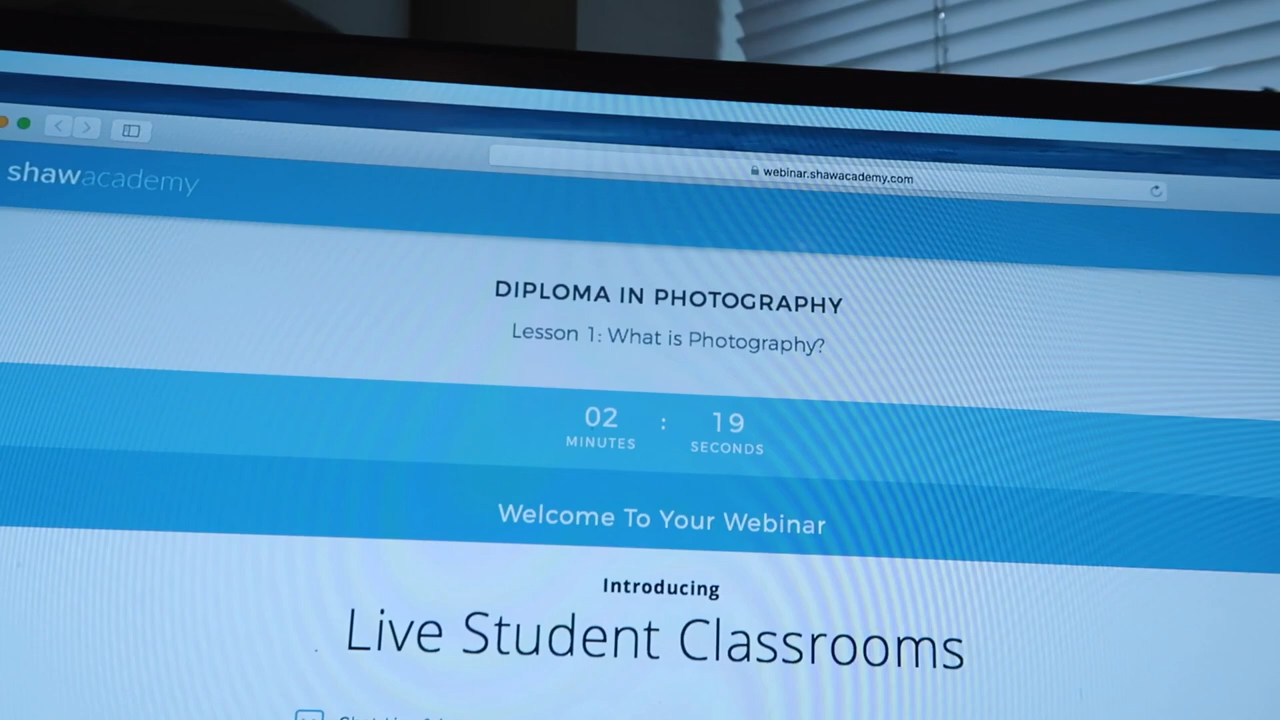 webinar.shawacademy.com
shawacademy
DIPLOMA IN PHOTOGRAPHY
Lesson 1: What is Photography?
02 : 19
MINUTES SECONDS
Welcome To Your Webinar
Introducing
Live Student Classrooms